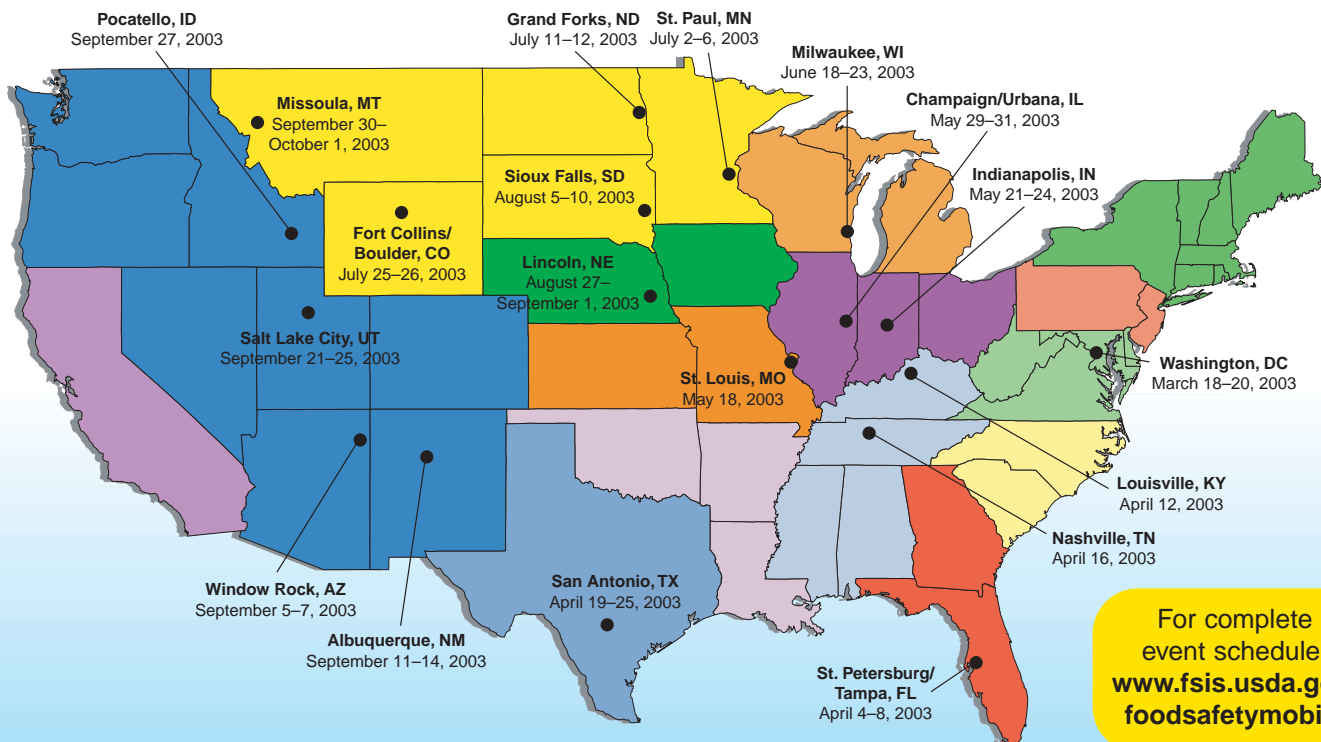 Pocatello, ID
September 27, 2003
Grand Forks, ND
July 11–12, 2003
St. Paul, MN
July 2–6, 2003
Milwaukee, WI
June 18–23, 2003
Champaign/Urbana, IL
May 29–31, 2003
Indianapolis, IN
May 21–24, 2003
Missoula, MT
September 30–
October 1, 2003
Sioux Falls, SD
August 5–10, 2003
Fort Collins/
Boulder, CO
July 25–26, 2003
Lincoln, NE
August 27–
September 1, 2003
Salt Lake City, UT
September 21–25, 2003
St. Louis, MO
May 18, 2003
Washington, DC
March 18–20, 2003
Louisville, KY
April 12, 2003
Nashville, TN
April 16, 2003
Window Rock, AZ
September 5–7, 2003
Albuquerque, NM
September 11–14, 2003
San Antonio, TX
April 19–25, 2003
St. Petersburg/
Tampa, FL
April 4–8, 2003
For complete
event schedule
www.fsis.usda.g
foodsafetymobi